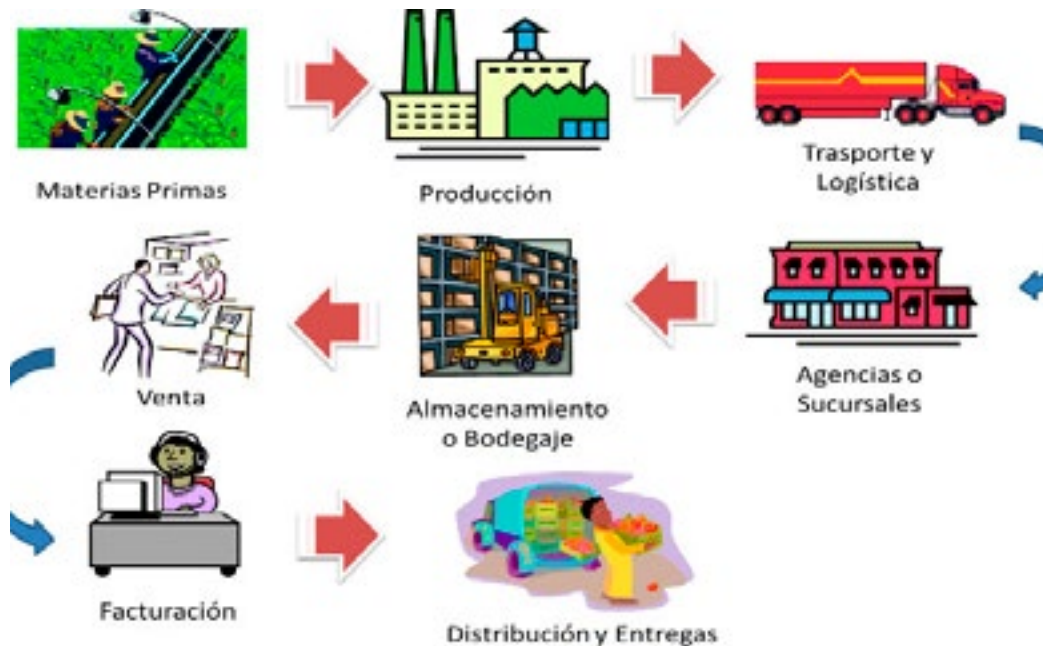 Materias Primas
Producción
Trasporte y
Logística
Agencias o
Sucursales
Almacenamiento
o Bodegaje
Venta
Facturación
Distribución y Entregas